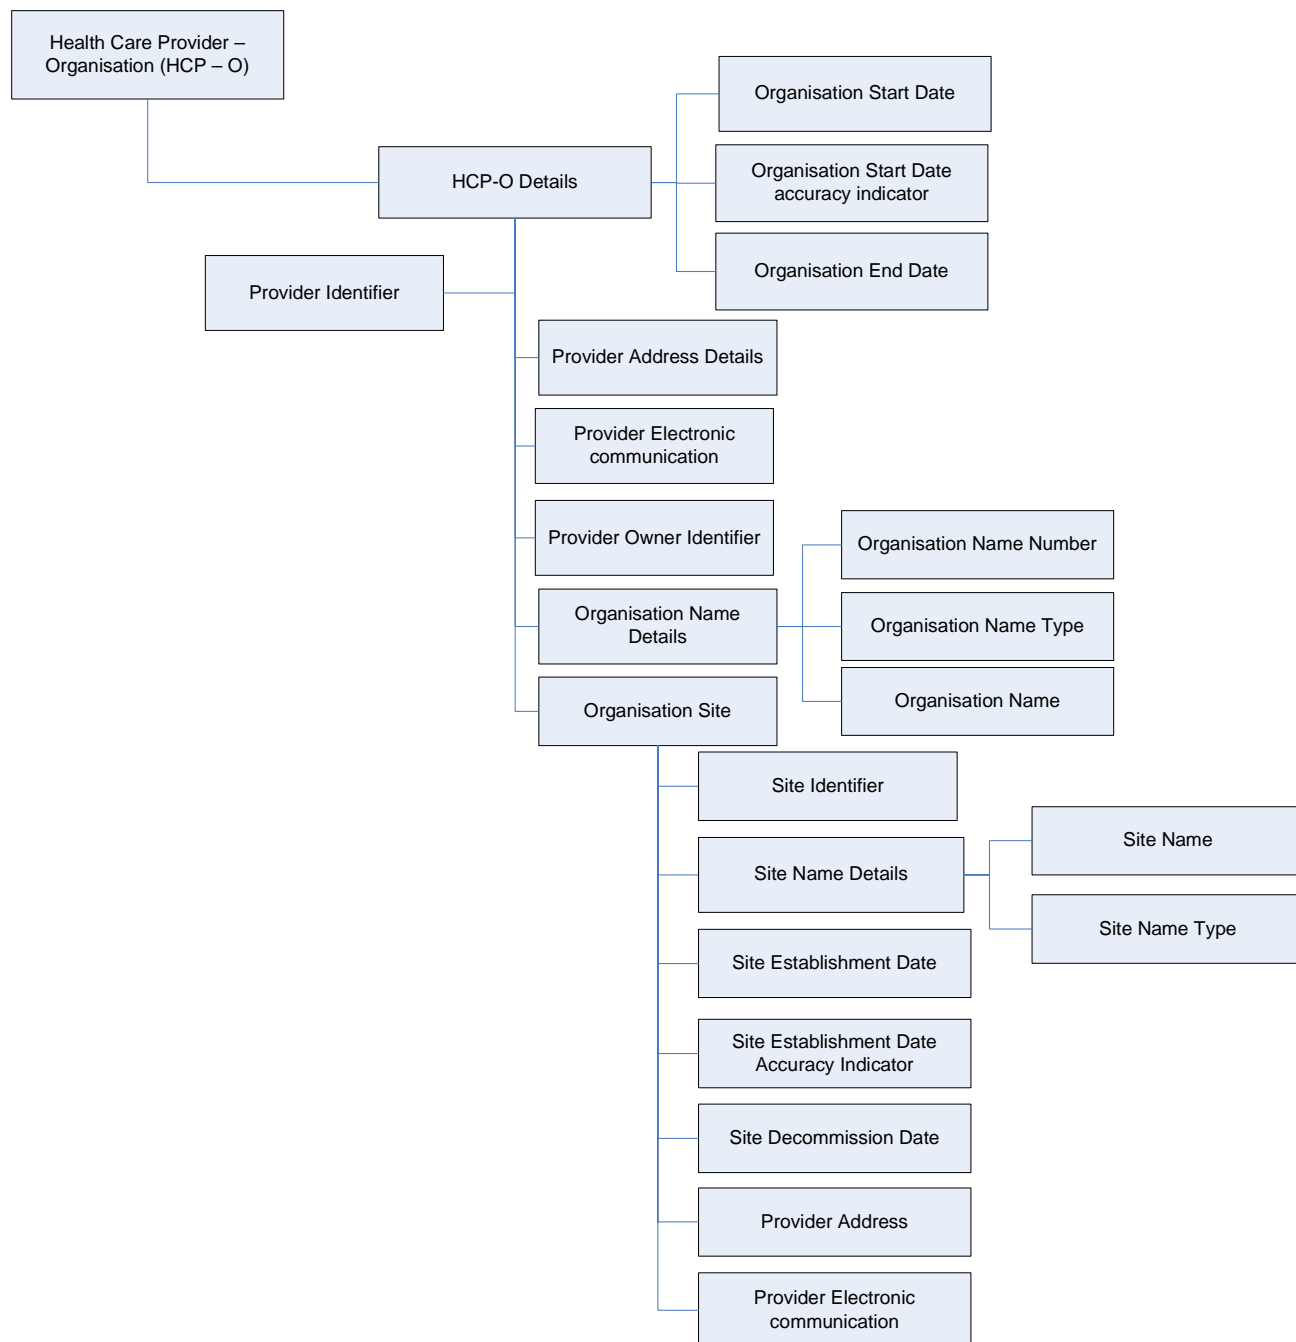 Health Care Provider –
Organisation (HCP – O)
Organisation Start Date
HCP-O Details
Organisation Start Date
accuracy indicator
Organisation End Date
Provider Identifier
Provider Address Details
Provider Electronic
communication
Provider Owner Identifier
Organisation Name Number
Organisation Name
Details
Organisation Name Type
Organisation Name
Organisation Site
Site Identifier
Site Name Details
Site Name
Site Name Type
Site Establishment Date
Site Establishment Date
Accuracy Indicator
Site Decommission Date
Provider Address
Provider Electronic
communication